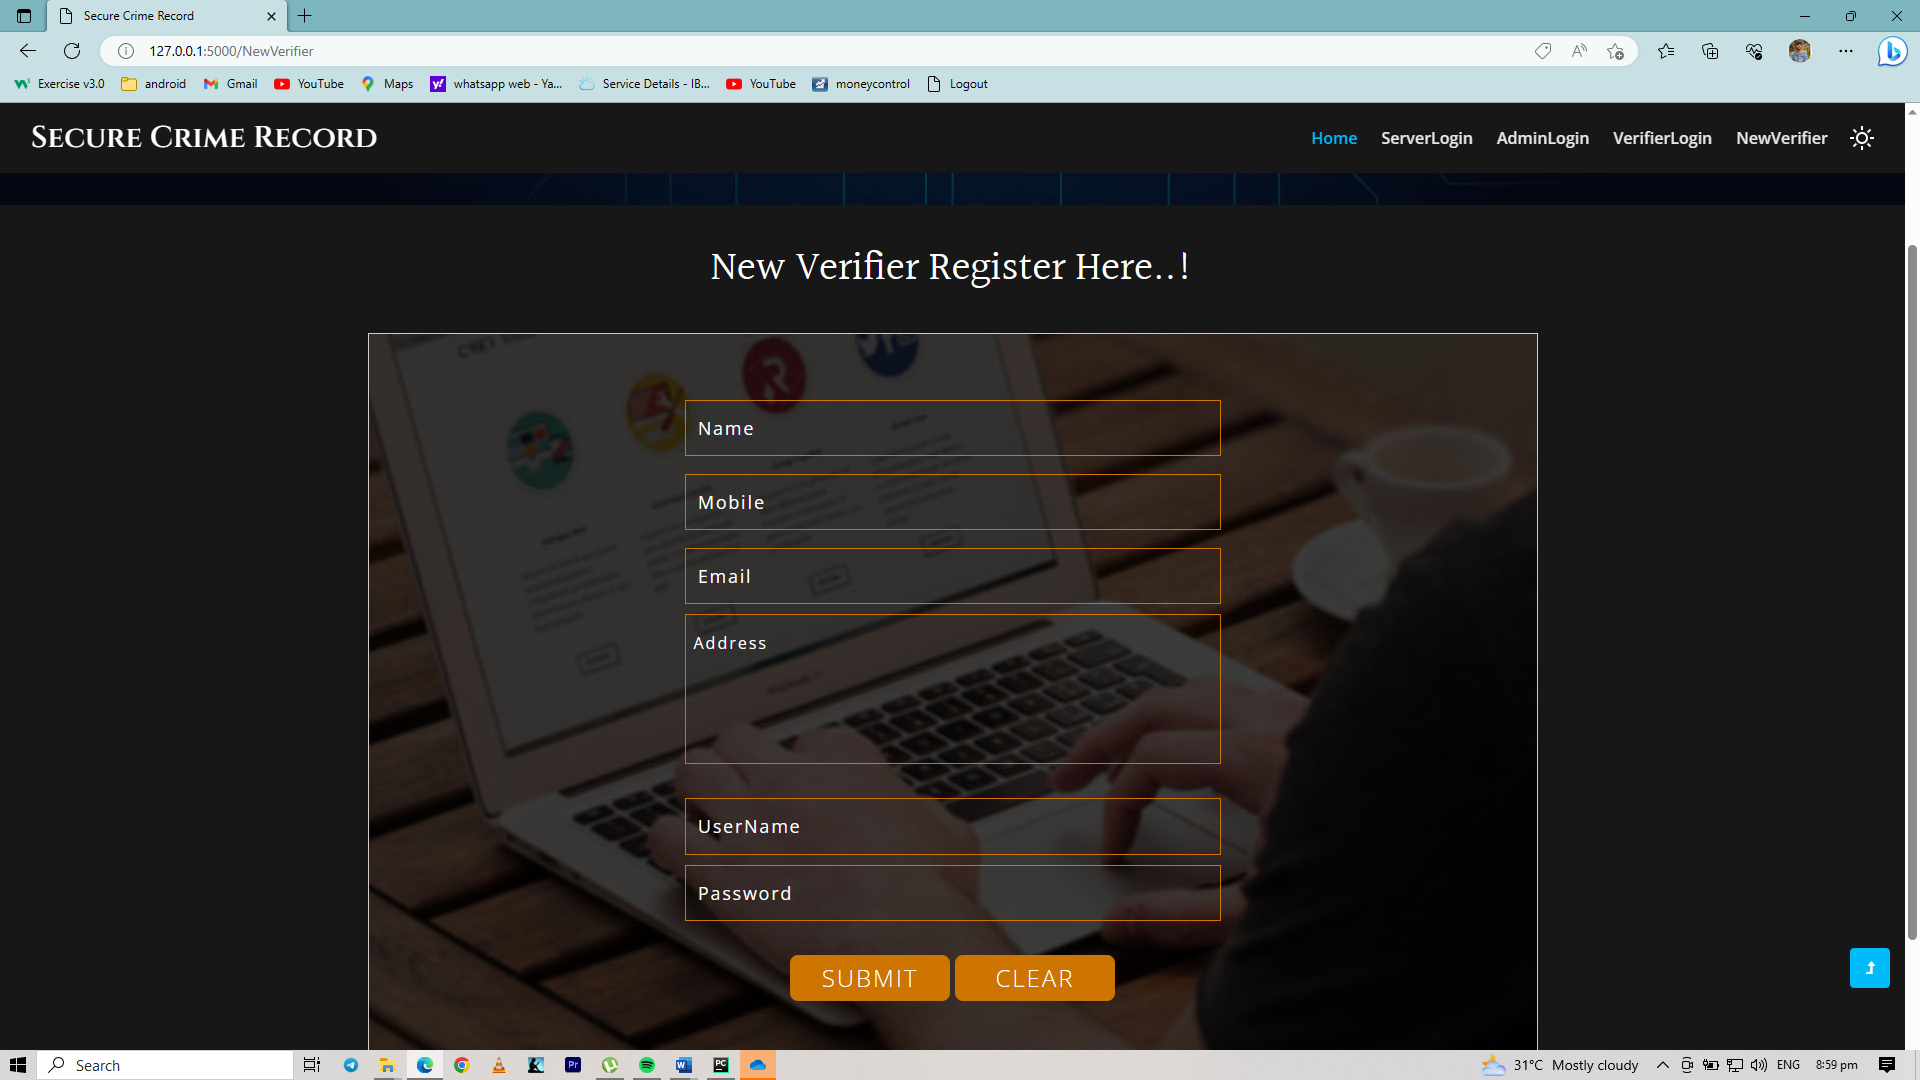 Secure Crime Record
127.0.0.1:5000/NewVerifier
Exercise v3.0 android Gmail YouTube Maps whatsapp web - Ya... Service Details - IB... YouTube moneycontrol Logout
Secure Crime Record
Home ServerLogin AdminLogin VerifierLogin NewVerifier
New Verifier Register Here..!
Name
Mobile
Email
Address
UserName
Password
SUBMIT CLEAR
Search
31°C Mostly cloudy ENG 8:59 pm